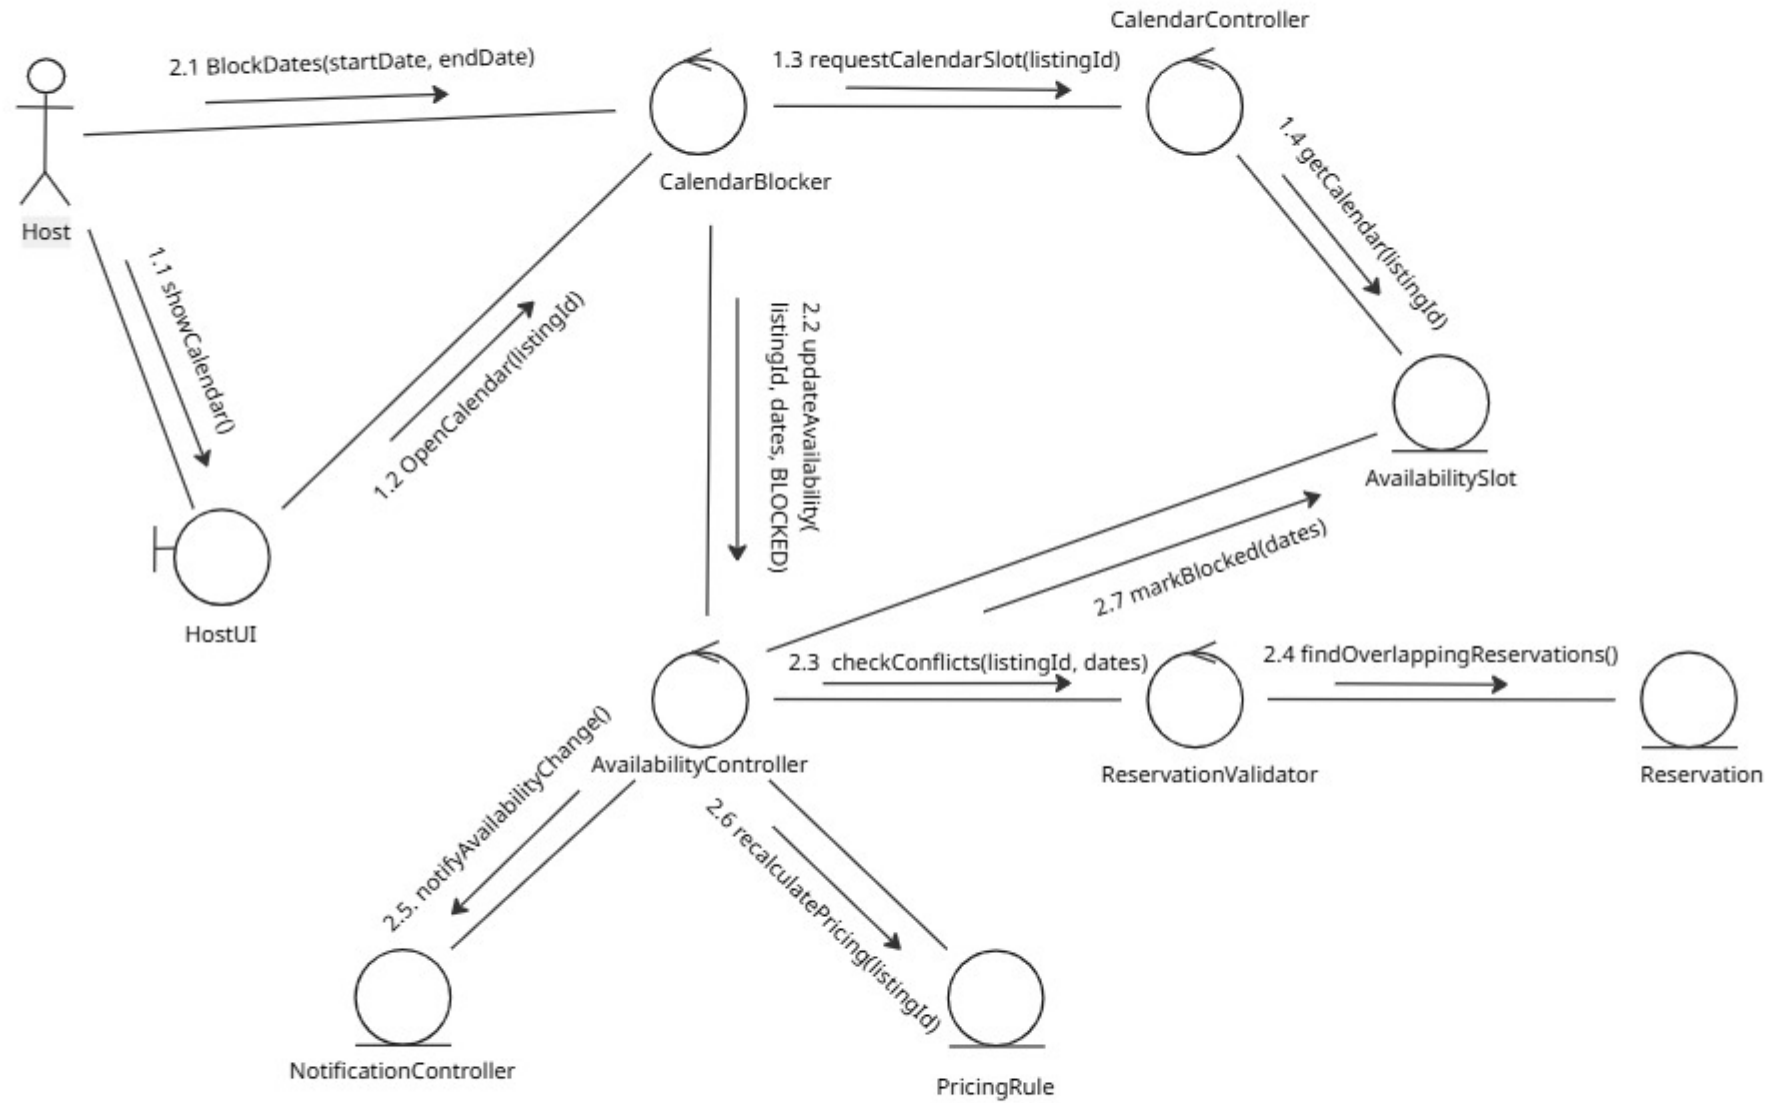 CalendarController
2.1 BlockDates(startDate, endDate)
1.3 requestCalendarSlot(listingId)
CalendarBlocker
1.4 getCalendar(listingId)
Host
1.1 showCalendar()
1.2 OpenCalendar(listingId)
2.2 updateAvailability(
listingId, dates, BLOCKED)
AvailabilitySlot
2.7 markBlocked(dates)
HostUI
2.3 checkConflicts(listingId, dates)
2.4 findOverlappingReservations()
AvailabilityController
ReservationValidator
Reservation
2.5. notifyAvailabilityChange()
2.6 recalculatePricing(listingId)
NotificationController
PricingRule